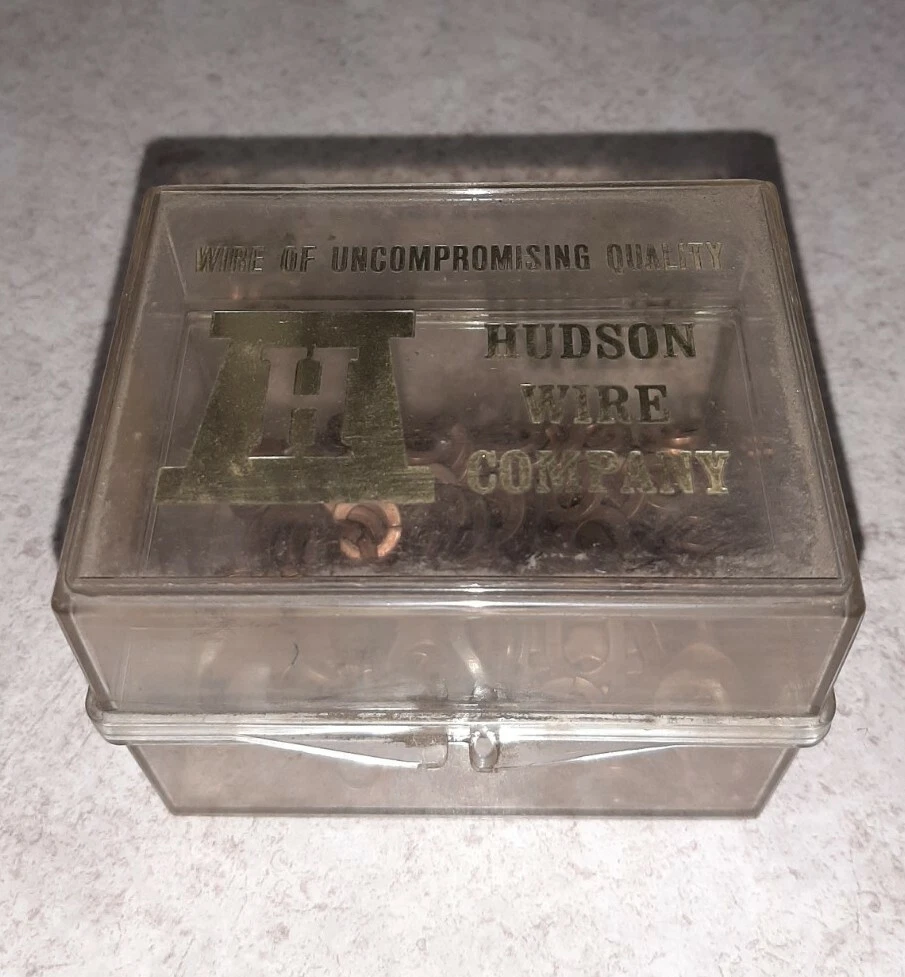 WIRE OF UNCOMPROMISING QUALITY
H
HUDSON
WIRE
COMPANY